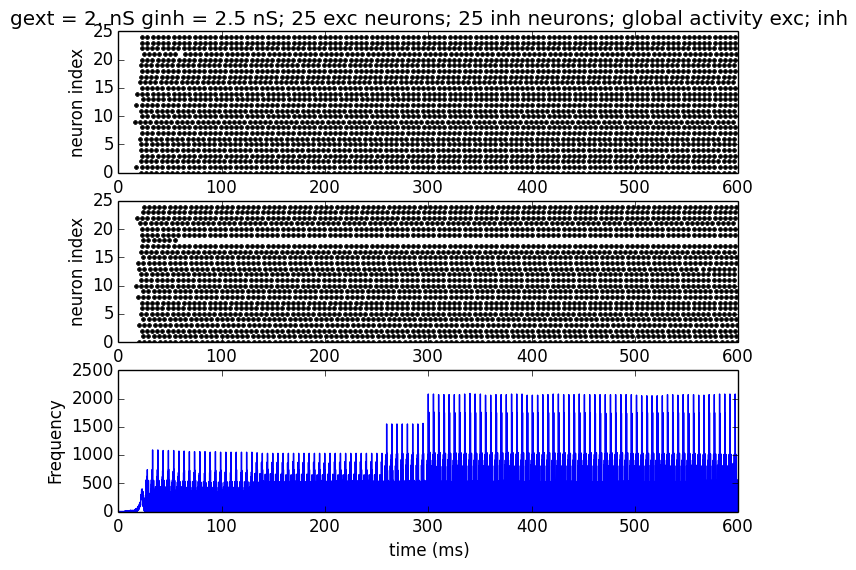 gext = 2, nS ginh = 2.5 nS; 25 exc neurons; 25 inh neurons; global activity exc; inh
25
20
15
10
5
0
neuron index
0 100 200 300 400 500 600
25
20
15
10
5
0
neuron index
0 100 200 300 400 500 600
2500
2000
1500
1000
500
0
Frequency
0 100 200 300 400 500 600
time (ms)